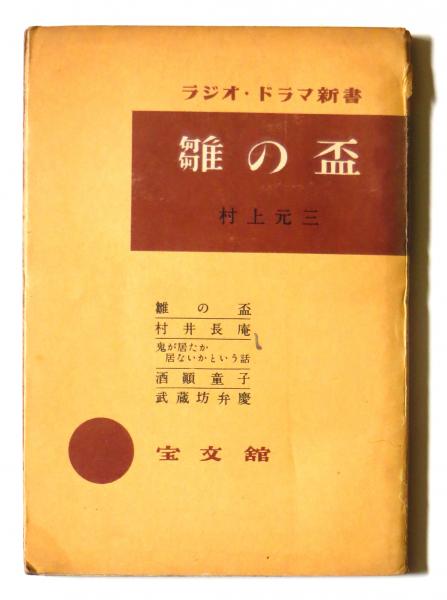 ラジオ・ドラマ新書
雛の盃
村上元三
雛の盃
村井長庵
鬼が居たか
居ないかという話
酒顚童子
武蔵坊弁慶
宝文館